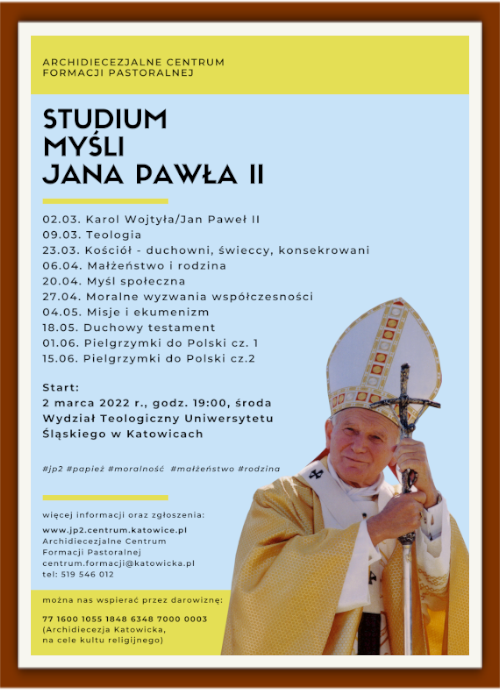 ARCHIDIECEZJALNE CENTRUM
FORMACJI PASTORALNEJ
STUDIUM
MYŚLI
JANA PAWŁA II
02.03. Karol Wojtyła/Jan Paweł II
09.03. Teologia
23.03. Kościół - duchowni, świeccy, konsekrowani
06.04. Małżeństwo i rodzina
20.04. Myśl społeczna
27.04. Moralne wyzwania współczesności
04.05. Misje i ekumenizm
18.05. Duchowy testament
01.06. Pielgrzymki do Polski cz. 1
15.06. Pielgrzymki do Polski cz.2
Start:
2 marca 2022 r., godz. 19:00, środa
Wydział Teologiczny Uniwersytetu
Śląskiego w Katowicach
#jp2 #papież #moralność #małżeństwo #rodzina
więcej informacji oraz zgłoszenia:
www.jp2.centrum.katowice.pl
Archidiecezjalne Centrum
Formacji Pastoralnej
centrum.formacji@katowicka.pl
tel: 519 546 012
można nas wspierać przez darowiznę:
77 1600 1055 1848 6348 7000 0003
(Archidiecezja Katowicka,
na cele kultu religijnego)